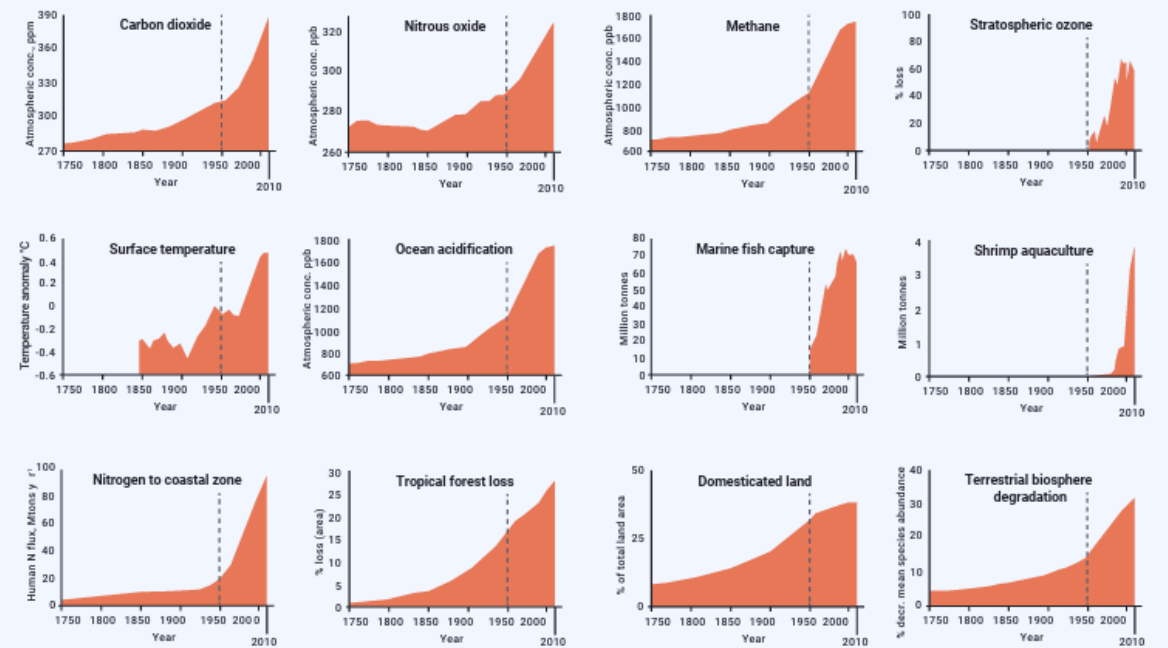 Carbon dioxide
Atmospheric conc., ppm
390
360
330
300
270
1750 1800 1850 1900 1950 2000
2010
Year
Nitrous oxide
Atmospheric conc. ppb
320
300
280
260
1750 1800 1850 1900 1950 2000
2010
Year
Methane
Atmospheric conc. ppb
1800
1600
1400
1200
1000
800
600
1750 1800 1850 1900 1950 2000
2010
Year
Stratospheric ozone
% loss
100
80
60
40
20
0
1750 1800 1850 1900 1950 2000
2010
Year
Surface temperature
Temperature anomaly °C
0.6
0.4
0.2
0
-0.2
-0.4
-0.6
1750 1800 1850 1900 1950 2000
2010
Year
Ocean acidification
Atmospheric conc. ppb
1800
1600
1400
1200
1000
800
600
1750 1800 1850 1900 1950 2000
2010
Year
Marine fish capture
Million tonnes
80
70
60
50
40
30
20
10
0
1750 1800 1850 1900 1950 2000
2010
Year
Shrimp aquaculture
Million tonnes
4
3
2
1
0
1750 1800 1850 1900 1950 2000
2010
Year
Nitrogen to coastal zone
Human N flux, Mtons y r¹
100
80
60
40
20
0
1750 1800 1850 1900 1950 2000
2010
Year
Tropical forest loss
% loss (area)
30
25
20
15
10
5
0
1750 1800 1850 1900 1950 2000
2010
Year
Domesticated land
% of total land area
50
25
0
1750 1800 1850 1900 1950 2000
2010
Year
Terrestrial biosphere
degradation
% decr. mean species abundance
40
30
20
10
0
1750 1800 1850 1900 1950 2000
2010
Year